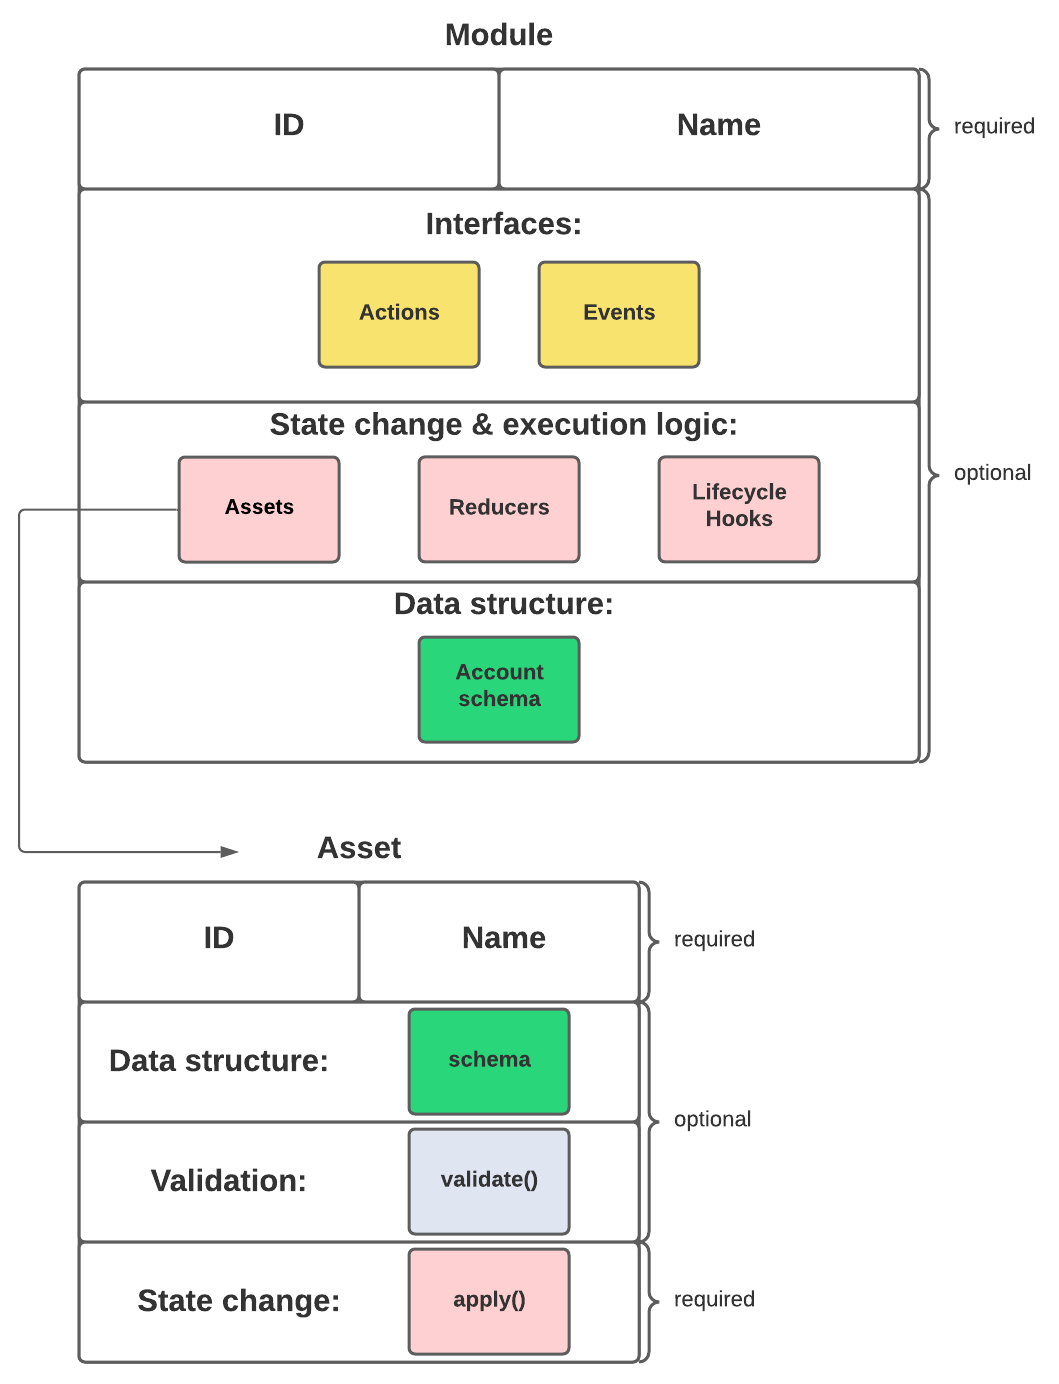 Module
ID
Name
required
Interfaces:
Actions
Events
State change & execution logic:
optional
Assets
Reducers
Lifecycle
Hooks
Data structure:
Account
schema
Asset
ID
Name
required
Data structure:
schema
optional
Validation:
validate()
State change:
apply()
required